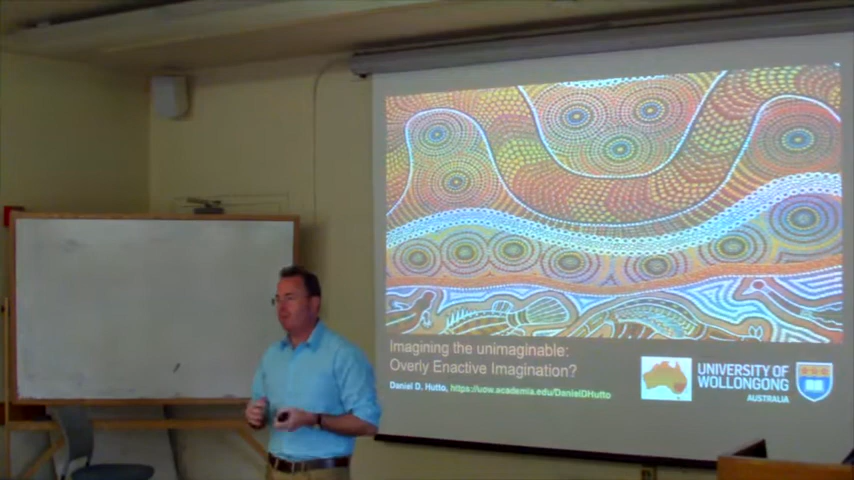 Imagining the unimaginable:
Overly Enactive Imagination?
Daniel D. Hutto, https://uow.academia.edu/DanielDHutto
UNIVERSITY OF
WOLLONGONG
AUSTRALIA